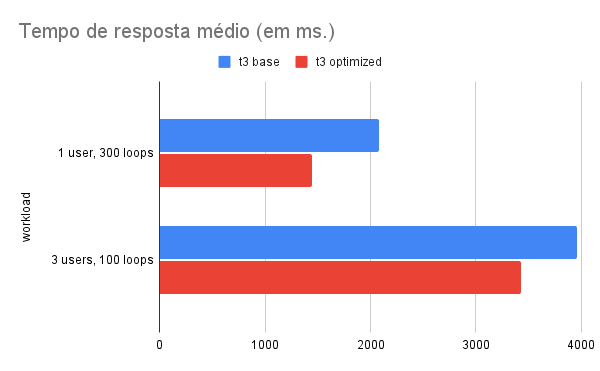 Tempo de resposta médio (em ms.)
t3 base
t3 optimized
workload
1 user, 300 loops
3 users, 100 loops
0 1000 2000 3000 4000